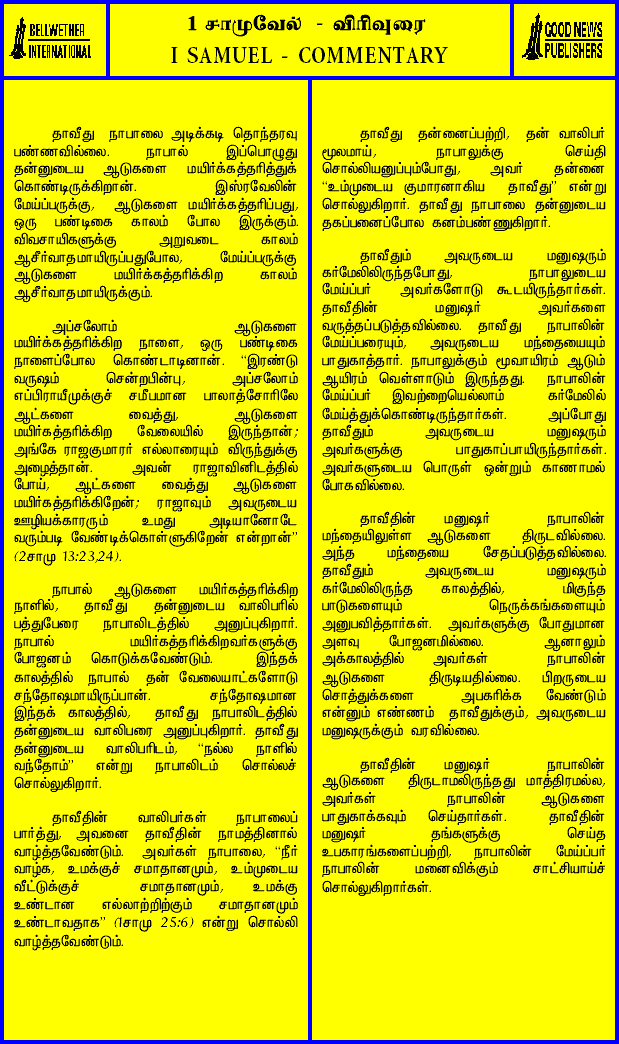 BELLWETHER
INTERNATIONAL
1 சாமுவேல் - விரிவுரை
I SAMUEL - COMMENTARY
GOOD NEWS
PUBLISHERS
தாவீது நாபாலை அடிக்கடி தொந்தரவு
பண்ணவில்லை. நாபால் இப்பொழுது
தன்னுடைய ஆடுகளை மயிர்க்கத்தரித்துக்
கொண்டிருக்கிறான். இஸ்ரவேலின்
மேய்ப்பருக்கு, ஆடுகளை மயிர்க்கத்தரிப்பது,
ஒரு பண்டிகை காலம் போல இருக்கும்.
விவசாயிகளுக்கு அறுவடை காலம்
ஆசீர்வாதமாயிருப்பதுபோல, மேய்ப்பருக்கு
ஆடுகளை மயிர்க்கத்தரிக்கிற காலம்
ஆசீர்வாதமாயிருக்கும்.
அப்சலோம் ஆடுகளை
மயிர்க்கத்தரிக்கிற நாளை, ஒரு பண்டிகை
நாளைப்போல கொண்டாடினான். “இரண்டு
வருஷம் சென்றபின்பு, அப்சலோம்
எப்பிராயீமுக்குச் சமீபமான பாலாத்சோரிலே
ஆட்களை வைத்து, ஆடுகளை
மயிர்க்கத்தரிக்கிற வேலையில் இருந்தான்;
அங்கே ராஜகுமாரர் எல்லாரையும் விருந்துக்கு
அழைத்தான். அவன் ராஜாவினிடத்தில்
போய், ஆட்களை வைத்து ஆடுகளை
மயிர்க்கத்தரிக்கிறேன்; ராஜாவும் அவருடைய
ஊழியக்காரரும் உமது அடியானோடே
வரும்படி வேண்டிக்கொள்ளுகிறேன் என்றான்”
(2சாமு 13:23,24).
நாபால் ஆடுகளை மயிர்கத்தரிக்கிற
நாளில், தாவீது தன்னுடைய வாலிபரில்
பத்துபேரை நாபாலிடத்தில் அனுப்புகிறார்.
நாபால் மயிர்கத்தரிக்கிறவர்களுக்கு
போஜனம் கொடுக்கவேண்டும். இந்தக்
காலத்தில் நாபால் தன் வேலையாட்களோடு
சந்தோஷமாயிருப்பான். சந்தோஷமான
இந்தக் காலத்தில், தாவீது நாபாலிடத்தில்
தன்னுடைய வாலிபரை அனுப்புகிறார். தாவீது
தன்னுடைய வாலிபரிடம், “நல்ல நாளில்
வந்தோம்” என்று நாபாலிடம் சொல்லச்
சொல்லுகிறார்.
தாவீதின் வாலிபர்கள் நாபாலைப்
பார்த்து, அவனை தாவீதின் நாமத்தினால்
வாழ்த்தவேண்டும். அவர்கள் நாபாலை, “நீர்
வாழ்க, உமக்குச் சமாதானமும், உம்முடைய
வீட்டுக்குச் சமாதானமும், உமக்கு
உண்டான எல்லாற்றிற்கும் சமாதானமும்
உண்டாவதாக” (1சாமு 25:6) என்று சொல்லி
வாழ்த்தவேண்டும்.
தாவீது தன்னைப்பற்றி, தன் வாலிபர்
மூலமாய், நாபாலுக்கு செய்தி
சொல்லியனுப்பும்போது, அவர் தன்னை
“உம்முடைய குமாரனாகிய தாவீது” என்று
சொல்லுகிறார். தாவீது நாபாலை தன்னுடைய
தகப்பனைப்போல கனம்பண்ணுகிறார்.
தாவீதும் அவருடைய மனுஷரும்
கர்மேலிலிருந்தபோது, நாபாலுடைய
மேய்ப்பர் அவர்களோடு கூடயிருந்தார்கள்.
தாவீதின் மனுஷர் அவர்களை
வருத்தப்படுத்தவில்லை. தாவீது நாபாலின்
மேய்ப்பரையும், அவருடைய மந்தையையும்
பாதுகாத்தார். நாபாலுக்கும் மூவாயிரம் ஆடும்
ஆயிரம் வெள்ளாடும் இருந்தது. நாபாலின்
மேய்ப்பர் இவற்றையெல்லாம் கர்மேலில்
மேய்த்துக்கொண்டிருந்தார்கள். அப்போது
தாவீதும் அவருடைய மனுஷரும்
அவர்களுக்கு பாதுகாப்பாயிருந்தார்கள்.
அவர்களுடைய பொருள் ஒன்றும் காணாமல்
போகவில்லை.
தாவீதின் மனுஷர் நாபாலின்
மந்தையிலுள்ள ஆடுகளை திருடவில்லை.
அந்த மந்தையை சேதப்படுத்தவில்லை.
தாவீதும் அவருடைய மனுஷரும்
கர்மேலிலிருந்த காலத்தில், மிகுந்த
பாடுகளையும் நெருக்கங்களையும்
அனுபவித்தார்கள். அவர்களுக்கு போதுமான
அளவு போஜனமில்லை. ஆனாலும்
அக்காலத்தில் அவர்கள் நாபாலின்
ஆடுகளை திருடியதில்லை. பிறருடைய
சொத்துக்களை அபகரிக்க வேண்டும்
என்னும் எண்ணம் தாவீதுக்கும், அவருடைய
மனுஷருக்கும் வரவில்லை.
தாவீதின் மனுஷர் நாபாலின்
ஆடுகளை திருடாமலிருந்தது மாத்திரமல்ல,
அவர்கள் நாபாலின் ஆடுகளை
பாதுகாக்கவும் செய்தார்கள். தாவீதின்
மனுஷர் தங்களுக்கு செய்த
உபகாரங்களைப்பற்றி, நாபாலின் மேய்ப்பர்
நாபாலின் மனைவிக்கும் சாட்சியாய்ச்
சொல்லுகிறார்கள்.